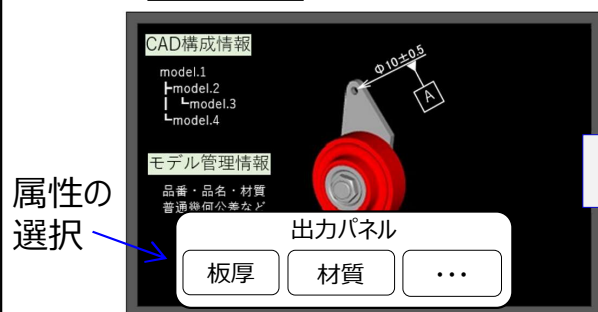 CAD構成情報
model.1
┣model.2
┃ ┗model.3
┗model.4
Φ10±0.5
A
モデル管理情報
品番・品名・材質
普通幾何公差など
属性の
選択
出力パネル
板厚
材質
・・・